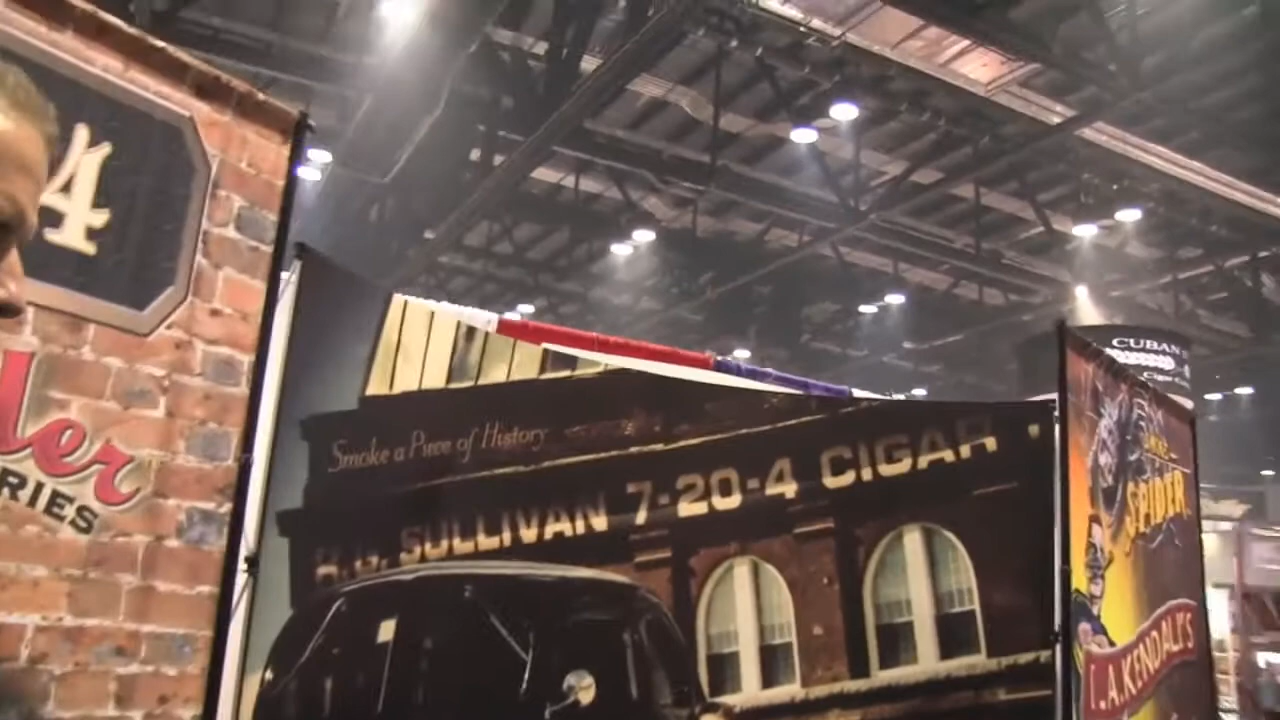 4
ler
RIES
Smoke a Piece of History
R.G. SULLIVAN 7-20-4 CIGAR
CUBAN
SPIDER
L.A.KENDALL'S